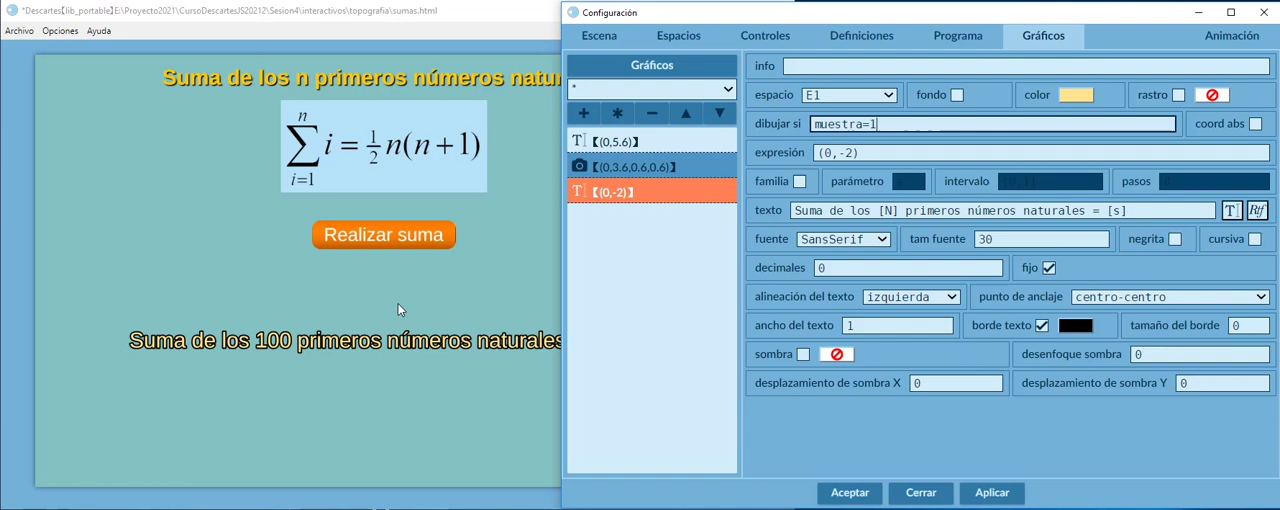 *Descartes【lib_portable】E:\Proyecto2021\CursoDescartesJS20212\Sesion4\interactivos\topografia\sumas.html
Archivo Opciones Ayuda
Suma de los n primeros números natu
n
∑ i = 1/2 n(n + 1)
i=1
Realizar suma
Suma de los 100 primeros números naturales
Configuración
Escena Espacios Controles Definiciones Programa Gráficos Animación
Gráficos
*
+ * − ▲ ▼
T【(0,5.6)】
【(0,3.6,0.6,0.6)】
T【(0,-2)】
info
espacio E1 fondo color rastro
dibujar si muestra=1 coord abs
expresión (0,-2)
familia parámetro intervalo pasos
texto Suma de los [N] primeros números naturales = [s] T Rtf
fuente SansSerif tam fuente 30 negrita cursiva
decimales 0 fijo
alineación del texto izquierda punto de anclaje centro-centro
ancho del texto 1 borde texto tamaño del borde 0
sombra desenfoque sombra 0
desplazamiento de sombra X 0 desplazamiento de sombra Y 0
Aceptar Cerrar Aplicar